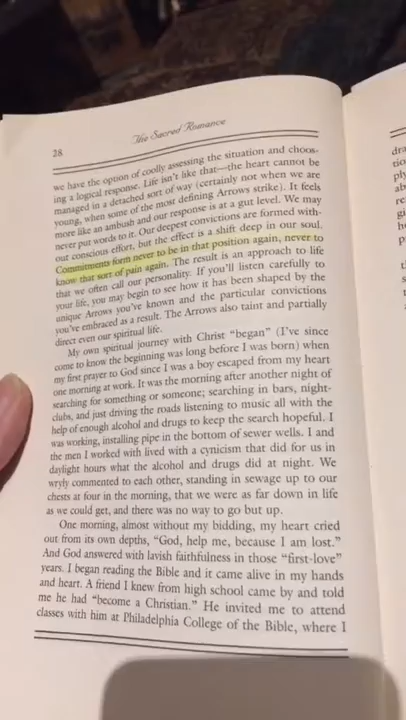 The Sacred Romance
28
we have the option of coolly assessing the situation and choos-
ing a logical response. Life isn't like that—the heart cannot be
managed in a detached sort of way (certainly not when we are
young, when some of the most defining Arrows strike). It feels
more like an ambush and our response is at a gut level. We may
never put words to it. Our deepest convictions are formed with-
out conscious effort, but the effect is a shift deep in our soul.
Commitments form never to be in that position again, never to
know that sort of pain again. The result is an approach to life
that we often call our personality. If you'll listen carefully to
your life, you may begin to see how it has been shaped by the
unique Arrows you've known and the particular convictions
you've embraced as a result. The Arrows also taint and partially
direct even our spiritual life.
My own spiritual journey with Christ "began" (I've since
come to know the beginning was long before I was born) when
my first prayer to God since I was a boy escaped from my heart
one morning at work. It was the morning after another night of
searching for something or someone; searching in bars, night-
clubs, and just driving the roads listening to music all with the
help of enough alcohol and drugs to keep the search hopeful. I
was working, installing pipe in the bottom of sewer wells. I and
the men I worked with lived with a cynicism that did for us in
daylight hours what the alcohol and drugs did at night. We
wryly commented to each other, standing in sewage up to our
chests at four in the morning, that we were as far down in life
as we could get, and there was no way to go but up.
One morning, almost without my bidding, my heart cried
out from its own depths, "God, help me, because I am lost."
And God answered with lavish faithfulness in those "first-love"
years. I began reading the Bible and it came alive in my hands
and heart. A friend I knew from high school came by and told
me he had "become a Christian." He invited me to attend
classes with him at Philadelphia College of the Bible, where I